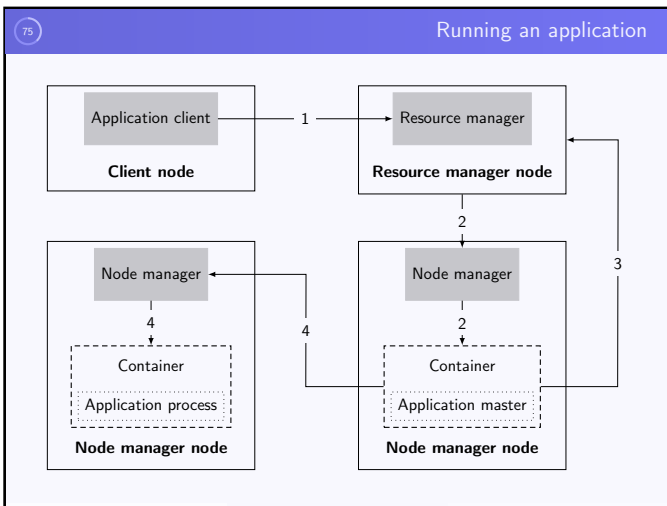 75
Running an application
Application client
1
Resource manager
Client node
Resource manager node
2
3
Node manager
Node manager
4
2
4
Container
Container
Application process
Application master
Node manager node
Node manager node